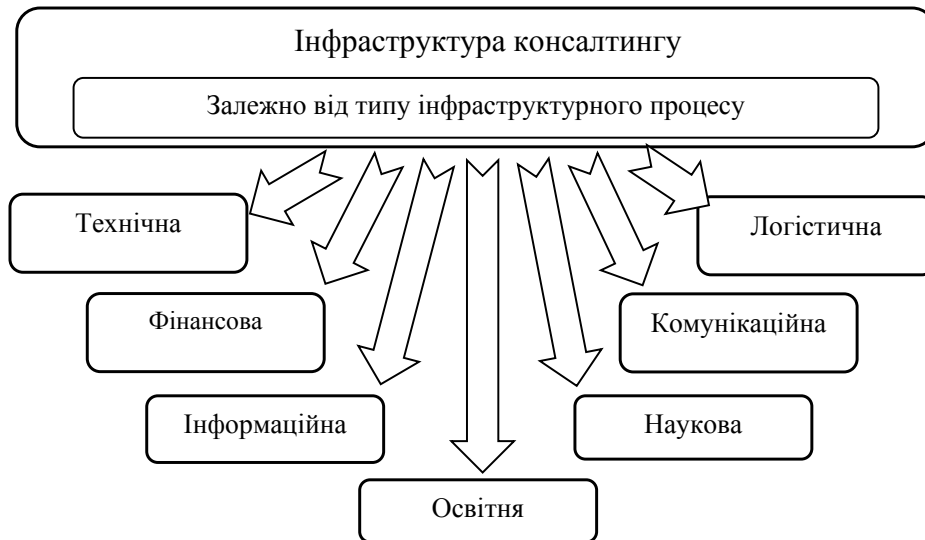 Інфраструктура консалтингу
Залежно від типу інфраструктурного процесу
Технічна
Логістична
Фінансова
Комунікаційна
Інформаційна
Наукова
Освітня